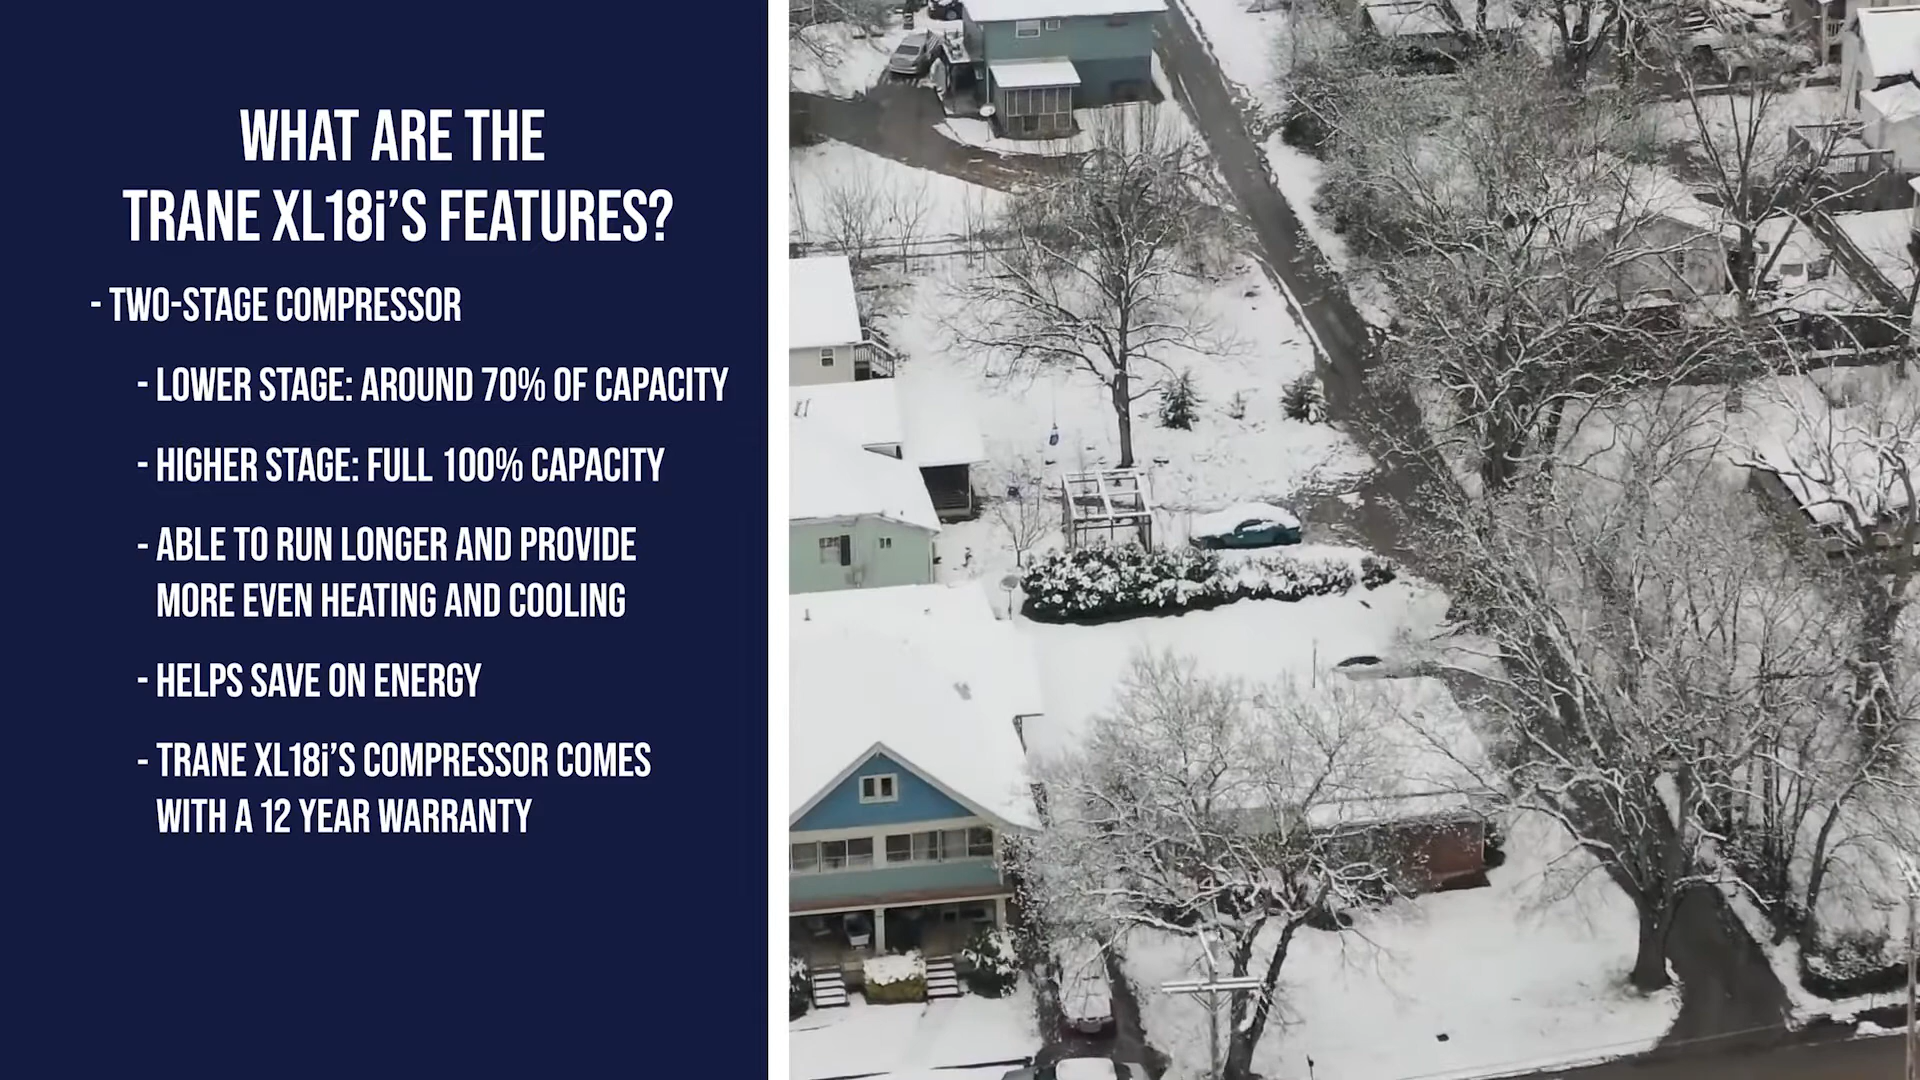 WHAT ARE THE
TRANE XL18i'S FEATURES?
- TWO-STAGE COMPRESSOR
- LOWER STAGE: AROUND 70% OF CAPACITY
- HIGHER STAGE: FULL 100% CAPACITY
- ABLE TO RUN LONGER AND PROVIDE
MORE EVEN HEATING AND COOLING
- HELPS SAVE ON ENERGY
- TRANE XL18i'S COMPRESSOR COMES
WITH A 12 YEAR WARRANTY